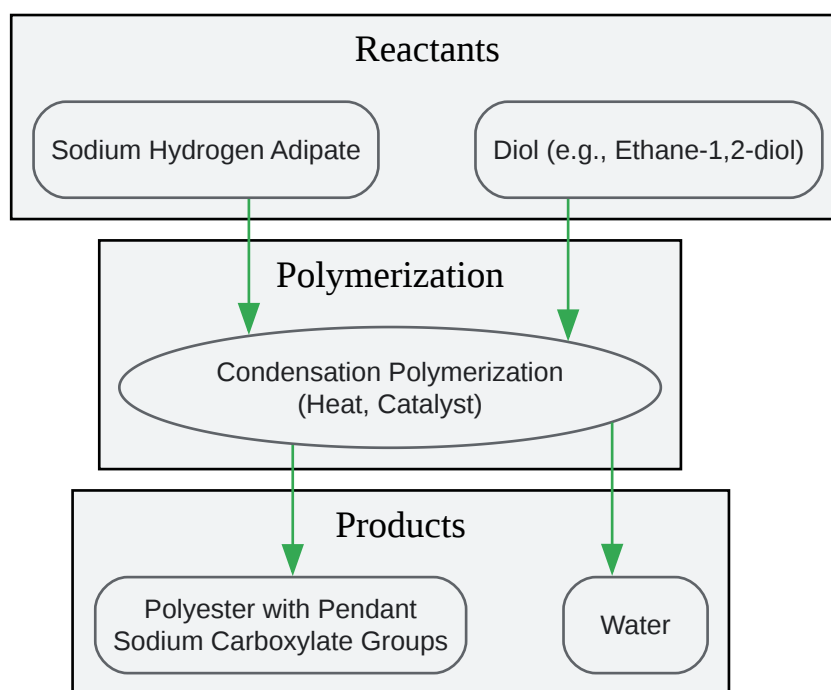 Reactants
Sodium Hydrogen Adipate
Diol (e.g., Ethane-1,2-diol)
Polymerization
Condensation Polymerization
(Heat, Catalyst)
Products
Polyester with Pendant
Sodium Carboxylate Groups
Water